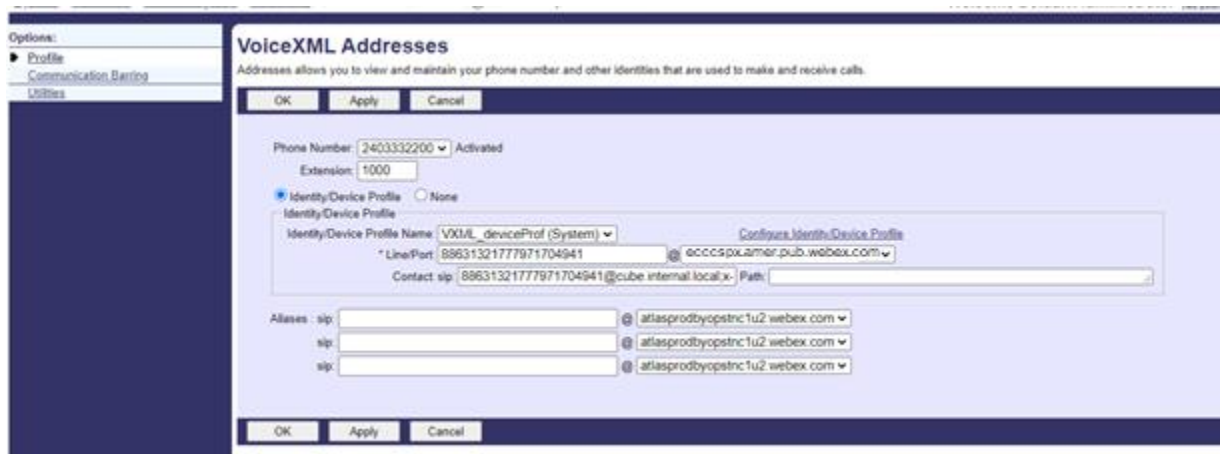 Options:
Profile
Communication Barring
Utilities
VoiceXML Addresses
Addresses allows you to view and maintain your phone number and other identities that are used to make and receive calls.
OK Apply Cancel
Phone Number: 2403332200 Activated
Extension: 1000
Identity/Device Profile None
Identity/Device Profile
Identity/Device Profile Name: VXML_deviceProf (System) Configure Identity/Device Profile
* Line/Port: 88631321777971704941 @ ecccspx.amer.pub.webex.com
Contact: sip: 88631321777971704941@cube.internal.local;x- Path:
Aliases : sip: @ atlasprodbyopstnc1u2.webex.com
sip: @ atlasprodbyopstnc1u2.webex.com
sip: @ atlasprodbyopstnc1u2.webex.com
OK Apply Cancel